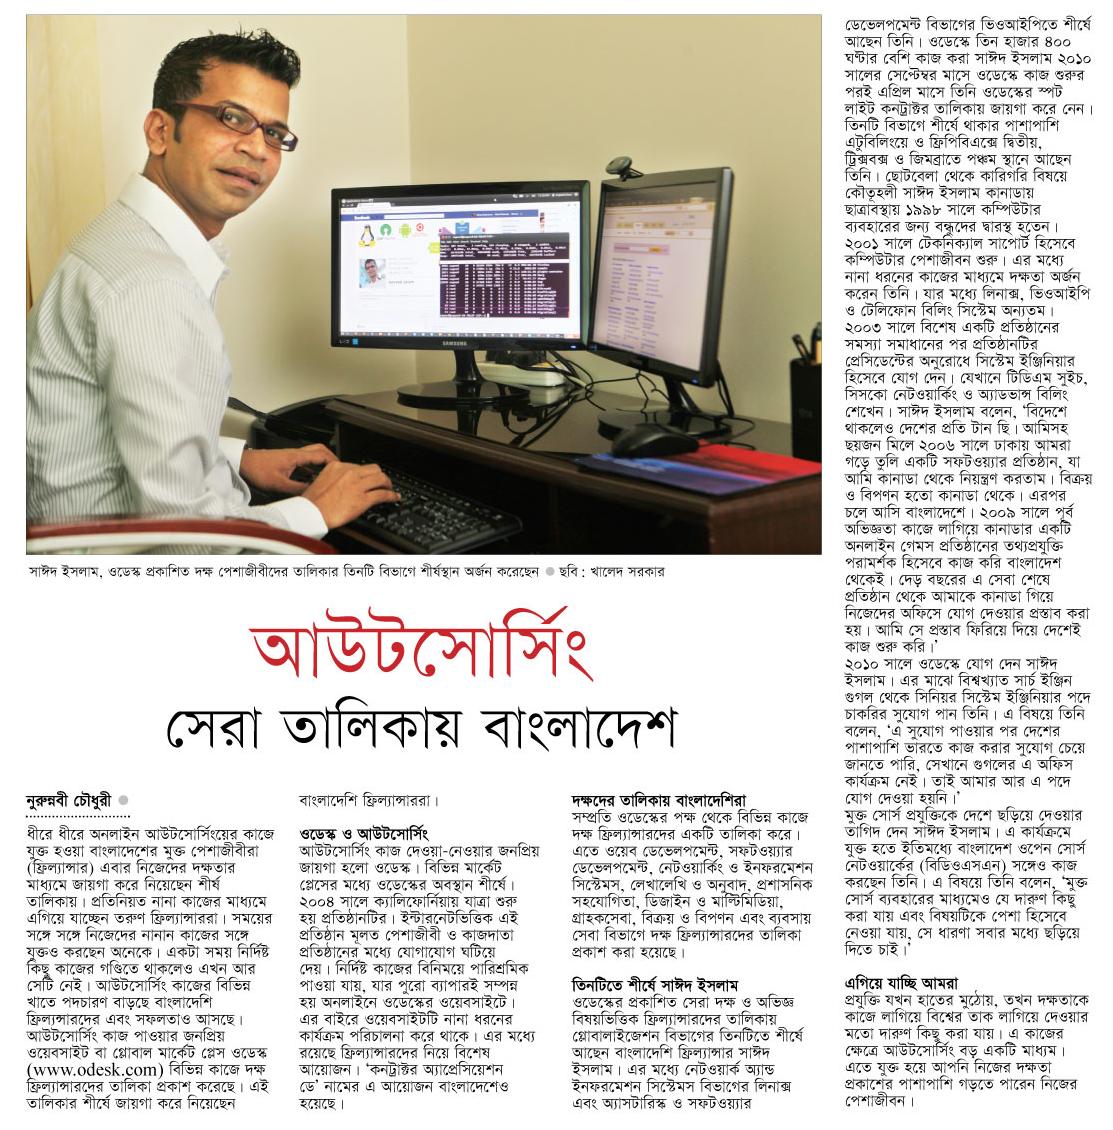 সাঈদ ইসলাম, ওডেস্ক প্রকাশিত দক্ষ পেশাজীবীদের তালিকার তিনটি বিভাগে শীর্ষস্থান অর্জন করেছেন ● ছবি : খালেদ সরকার
আউটসোর্সিং
সেরা তালিকায় বাংলাদেশ
নুরুন্নবী চৌধুরী ●
ধীরে ধীরে অনলাইন আউটসোর্সিংয়ের কাজে
যুক্ত হওয়া বাংলাদেশের মুক্ত পেশাজীবীরা
(ফ্রিল্যান্সার) এবার নিজেদের দক্ষতার
মাধ্যমে জায়গা করে নিয়েছেন শীর্ষ
তালিকায়। প্রতিনিয়ত নানা কাজের মাধ্যমে
এগিয়ে যাচ্ছেন তরুণ ফ্রিল্যান্সাররা। সময়ের
সঙ্গে সঙ্গে নিজেদের নানান কাজের সঙ্গে
যুক্তও করছেন অনেকে। একটা সময় নির্দিষ্ট
কিছু কাজের গণ্ডিতে থাকলেও এখন আর
সেটি নেই। আউটসোর্সিং কাজের বিভিন্ন
খাতে পদচারণ বাড়ছে বাংলাদেশি
ফ্রিল্যান্সারদের এবং সফলতাও আসছে।
আউটসোর্সিং কাজ পাওয়ার জনপ্রিয়
ওয়েবসাইট বা গ্লোবাল মার্কেট প্লেস ওডেস্ক
(www.odesk.com) বিভিন্ন কাজে দক্ষ
ফ্রিল্যান্সারদের তালিকা প্রকাশ করেছে। এই
তালিকার শীর্ষে জায়গা করে নিয়েছেন
বাংলাদেশি ফ্রিল্যান্সাররা।
ওডেস্ক ও আউটসোর্সিং
আউটসোর্সিং কাজ দেওয়া-নেওয়ার জনপ্রিয়
জায়গা হলো ওডেস্ক। বিভিন্ন মার্কেট
প্লেসের মধ্যে ওডেস্কের অবস্থান শীর্ষে।
২০০৪ সালে ক্যালিফোর্নিয়ায় যাত্রা শুরু
হয় প্রতিষ্ঠানটির। ইন্টারনেটভিত্তিক এই
প্রতিষ্ঠান মূলত পেশাজীবী ও কাজদাতা
প্রতিষ্ঠানের মধ্যে যোগাযোগ ঘটিয়ে
দেয়। নির্দিষ্ট কাজের বিনিময়ে পারিশ্রমিক
পাওয়া যায়, যার পুরো ব্যাপারই সম্পন্ন
হয় অনলাইনে ওডেস্কের ওয়েবসাইটে।
এর বাইরে ওয়েবসাইটটি নানা ধরনের
কার্যক্রম পরিচালনা করে থাকে। এর মধ্যে
রয়েছে ফ্রিল্যান্সারদের নিয়ে বিশেষ
আয়োজন। ‘কনট্রাক্টর অ্যাপ্রেসিয়েশন
ডে’ নামের এ আয়োজন বাংলাদেশেও
হয়েছে।
দক্ষদের তালিকায় বাংলাদেশিরা
সম্প্রতি ওডেস্কের পক্ষ থেকে বিভিন্ন কাজে
দক্ষ ফ্রিল্যান্সারদের একটি তালিকা করে।
এতে ওয়েব ডেভেলপমেন্ট, সফটওয়্যার
ডেভেলপমেন্ট, নেটওয়ার্কিং ও ইনফরমেশন
সিস্টেমস, লেখালেখি ও অনুবাদ, প্রশাসনিক
সহযোগিতা, ডিজাইন ও মাল্টিমিডিয়া,
গ্রাহকসেবা, বিক্রয় ও বিপণন এবং ব্যবসায়
সেবা বিভাগে দক্ষ ফ্রিল্যান্সারদের তালিকা
প্রকাশ করা হয়েছে।
তিনটিতে শীর্ষে সাঈদ ইসলাম
ওডেস্কের প্রকাশিত সেরা দক্ষ ও অভিজ্ঞ
বিষয়ভিত্তিক ফ্রিল্যান্সারদের তালিকায়
গ্লোবালাইজেশন বিভাগের তিনটিতে শীর্ষে
আছেন বাংলাদেশি ফ্রিল্যান্সার সাঈদ
ইসলাম। এর মধ্যে নেটওয়ার্ক অ্যান্ড
ইনফরমেশন সিস্টেমস বিভাগের লিনাক্স
এবং অ্যাসটারিস্ক ও সফটওয়্যার
ডেভেলপমেন্ট বিভাগের ভিওআইপিতে শীর্ষে
আছেন তিনি। ওডেস্কে তিন হাজার ৪০০
ঘণ্টার বেশি কাজ করা সাঈদ ইসলাম ২০১০
সালের সেপ্টেম্বর মাসে ওডেস্কে কাজ শুরুর
পরই এপ্রিল মাসে তিনি ওডেস্কের স্পট
লাইট কনট্রাক্টর তালিকায় জায়গা করে নেন।
তিনটি বিভাগে শীর্ষে থাকার পাশাপাশি
এটুবিলিংয়ে ও ফ্রিপিবিএক্সে দ্বিতীয়,
ট্রিক্সবক্স ও জিমব্রাতে পঞ্চম স্থানে আছেন
তিনি। ছোটবেলা থেকে কারিগরি বিষয়ে
কৌতূহলী সাঈদ ইসলাম কানাডায়
ছাত্রাবস্থায় ১৯৯৮ সালে কম্পিউটার
ব্যবহারের জন্য বন্ধুদের দ্বারস্থ হতেন।
২০০১ সালে টেকনিক্যাল সাপোর্ট হিসেবে
কম্পিউটার পেশাজীবন শুরু। এর মধ্যে
নানা ধরনের কাজের মাধ্যমে দক্ষতা অর্জন
করেন তিনি। যার মধ্যে লিনাক্স, ভিওআইপি
ও টেলিফোন বিলিং সিস্টেম অন্যতম।
২০০৩ সালে বিশেষ একটি প্রতিষ্ঠানের
সমস্যা সমাধানের পর প্রতিষ্ঠানটির
প্রেসিডেন্টের অনুরোধে সিস্টেম ইঞ্জিনিয়ার
হিসেবে যোগ দেন। যেখানে টিডিএম সুইচ,
সিসকো নেটওয়ার্কিং ও অ্যাডভান্স বিলিং
শেখেন। সাঈদ ইসলাম বলেন, ‘বিদেশে
থাকলেও দেশের প্রতি টান ছি। আমিসহ
ছয়জন মিলে ২০০৬ সালে ঢাকায় আমরা
গড়ে তুলি একটি সফটওয়্যার প্রতিষ্ঠান, যা
আমি কানাডা থেকে নিয়ন্ত্রণ করতাম। বিক্রয়
ও বিপণন হতো কানাডা থেকে। এরপর
চলে আসি বাংলাদেশে। ২০০৯ সালে পূর্ব
অভিজ্ঞতা কাজে লাগিয়ে কানাডার একটি
অনলাইন গেমস প্রতিষ্ঠানের তথ্যপ্রযুক্তি
পরামর্শক হিসেবে কাজ করি বাংলাদেশ
থেকেই। দেড় বছরের এ সেবা শেষে
প্রতিষ্ঠান থেকে আমাকে কানাডা গিয়ে
নিজেদের অফিসে যোগ দেওয়ার প্রস্তাব করা
হয়। আমি সে প্রস্তাব ফিরিয়ে দিয়ে দেশেই
কাজ শুরু করি।’
২০১০ সালে ওডেস্কে যোগ দেন সাঈদ
ইসলাম। এর মাঝে বিশ্বখ্যাত সার্চ ইঞ্জিন
গুগল থেকে সিনিয়র সিস্টেম ইঞ্জিনিয়ার পদে
চাকরির সুযোগ পান তিনি। এ বিষয়ে তিনি
বলেন, ‘এ সুযোগ পাওয়ার পর দেশের
পাশাপাশি ভারতে কাজ করার সুযোগ চেয়ে
জানতে পারি, সেখানে গুগলের এ অফিস
কার্যক্রম নেই। তাই আমার আর এ পদে
যোগ দেওয়া হয়নি।’
মুক্ত সোর্স প্রযুক্তিকে দেশে ছড়িয়ে দেওয়ার
তাগিদ দেন সাঈদ ইসলাম। এ কার্যক্রমে
যুক্ত হতে ইতিমধ্যে বাংলাদেশ ওপেন সোর্স
নেটওয়ার্কের (বিডিওএসএন) সঙ্গেও কাজ
করছেন তিনি। এ বিষয়ে তিনি বলেন, ‘মুক্ত
সোর্স ব্যবহারের মাধ্যমেও যে দারুণ কিছু
করা যায় এবং বিষয়টিকে পেশা হিসেবে
নেওয়া যায়, সে ধারণা সবার মধ্যে ছড়িয়ে
দিতে চাই।’
এগিয়ে যাচ্ছি আমরা
প্রযুক্তি যখন হাতের মুঠোয়, তখন দক্ষতাকে
কাজে লাগিয়ে বিশ্বের তাক লাগিয়ে দেওয়ার
মতো দারুণ কিছু করা যায়। এ কাজের
ক্ষেত্রে আউটসোর্সিং বড় একটি মাধ্যম।
এতে যুক্ত হয়ে আপনি নিজের দক্ষতা
প্রকাশের পাশাপাশি গড়তে পারেন নিজের
পেশাজীবন।
facebook
SAMSUNG